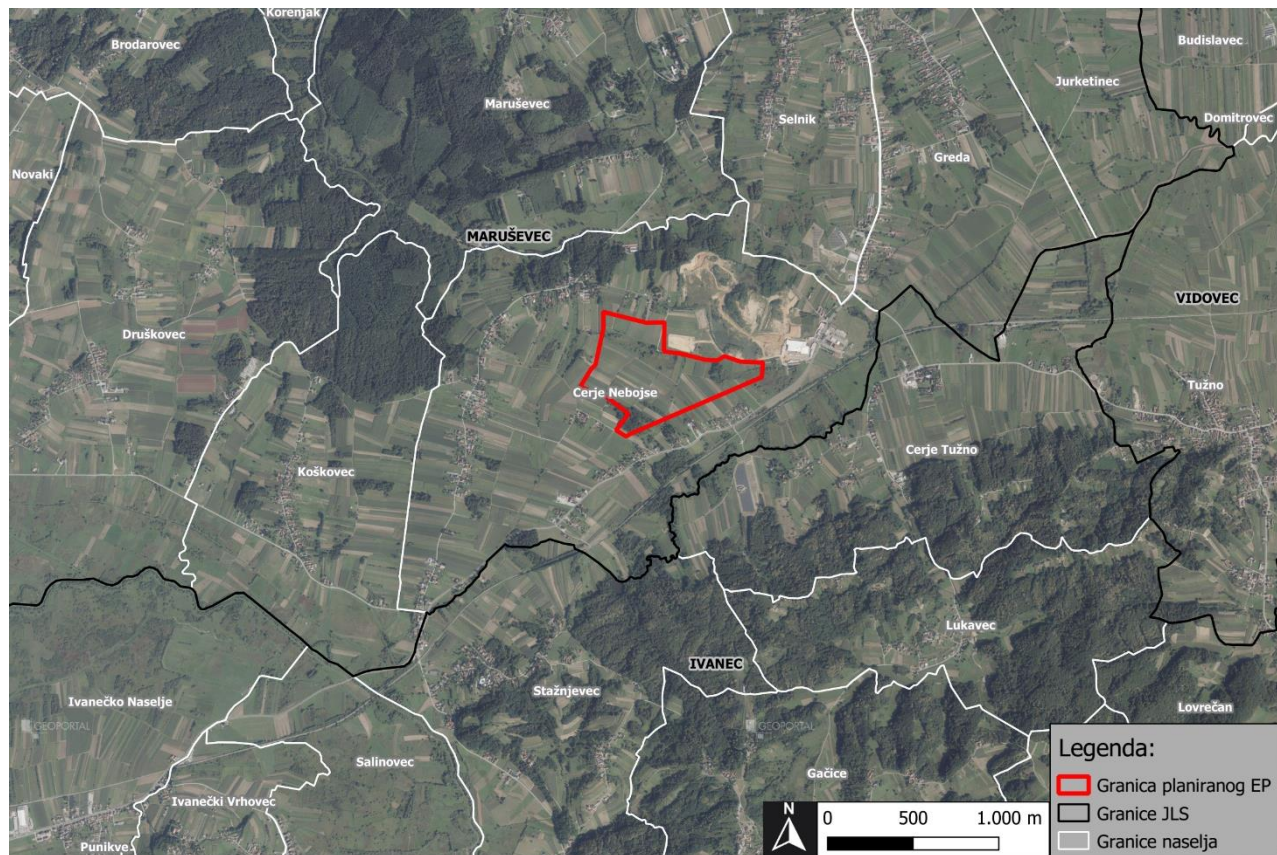 Korenjak
Brodarovec
Budislavec
Jurketinec
Maruševec
Selnik
Domitrovec
Greda
Novaki
MARUŠEVEC
VIDOVEC
Druškovec
Cerje Nebojse
Tužno
Cerje Tužno
Koškovec
Lukavec
IVANEC
Stažnjevec
Ivanečko Naselje
Lovrečan
GEOPORTAL
GEOPORTAL
Salinovec
Gačice
Ivanečki Vrhovec
Punikve
Legenda:
Granica planiranog EP
Granice JLS
Granice naselja
N
0 500 1.000 m